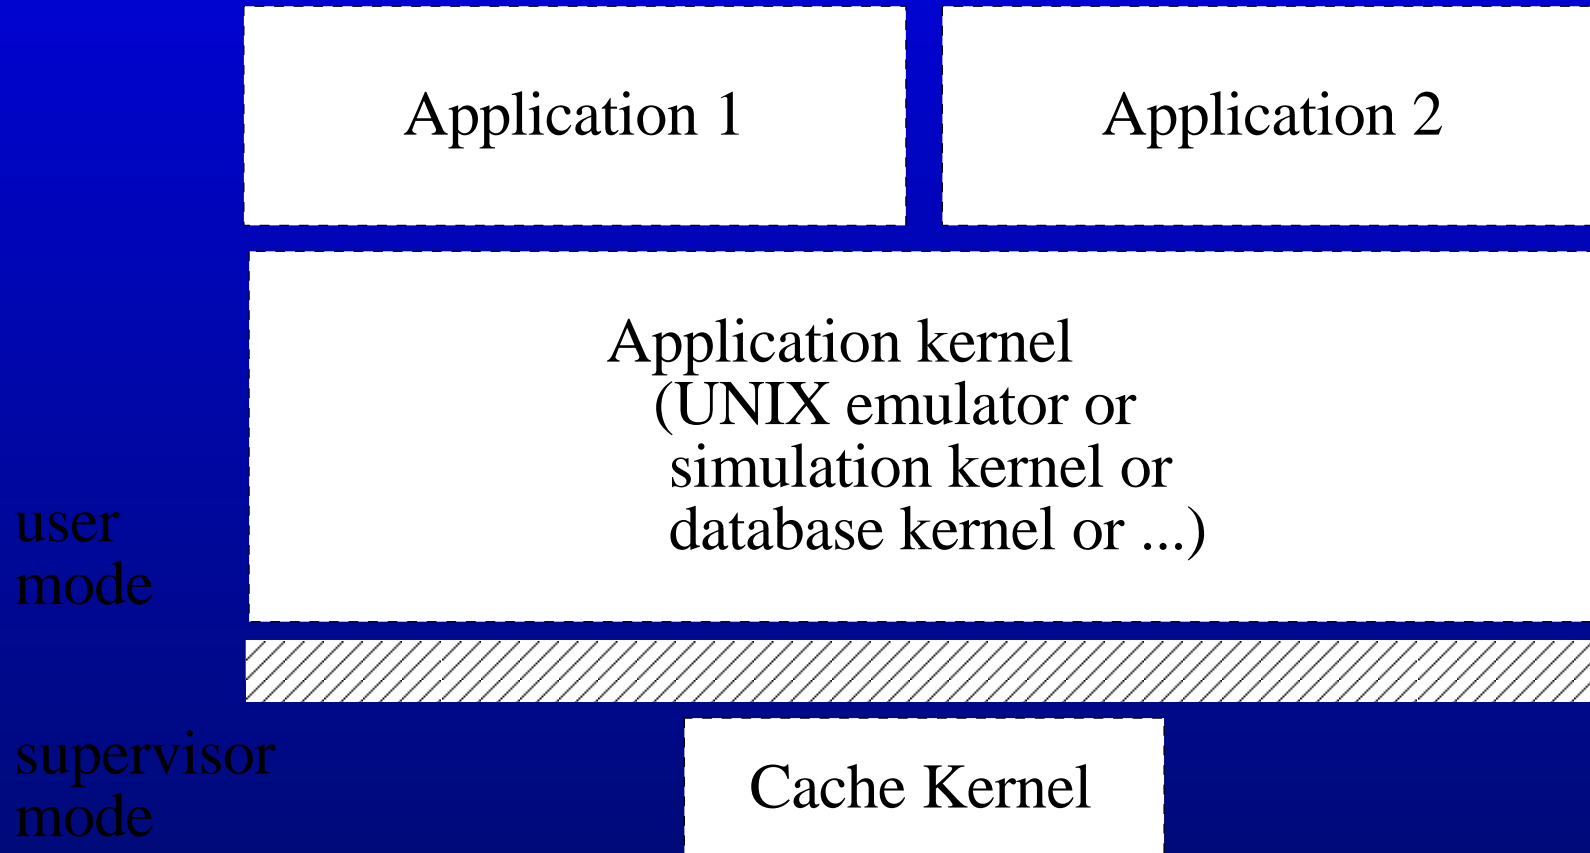 Application 1
Application 2
Application kernel
(UNIX emulator or
simulation kernel or
database kernel or ...)
user
mode
supervisor
mode
Cache Kernel